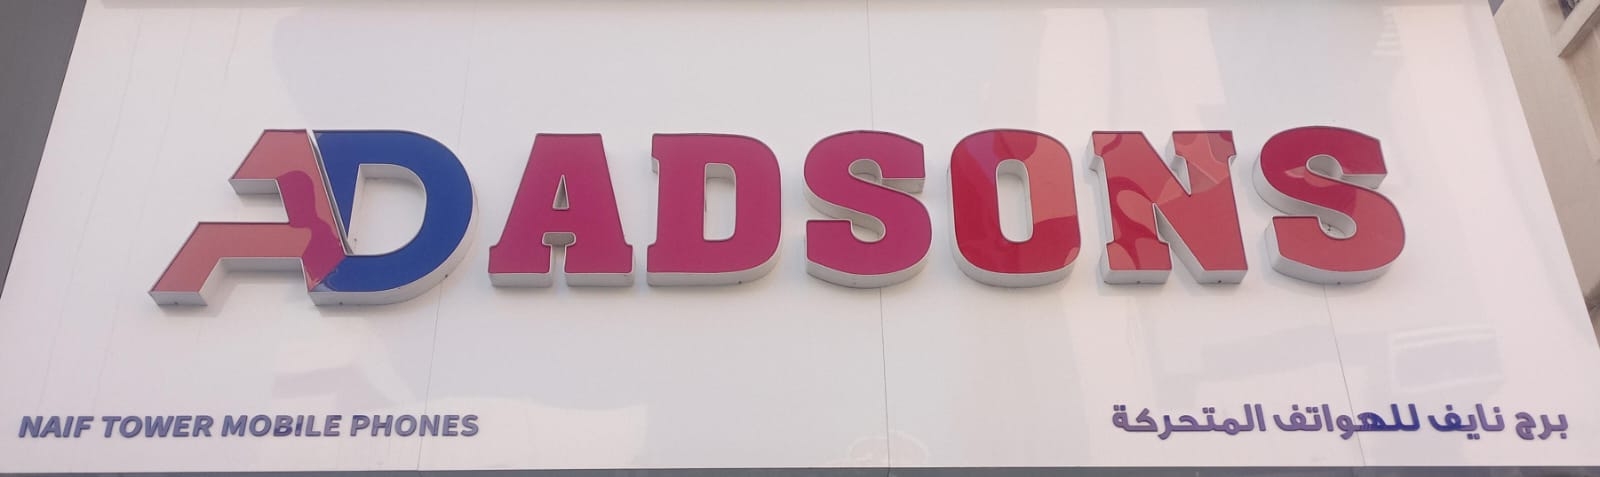 AD ADSONS
NAIF TOWER MOBILE PHONES
برج نايف للهواتف المتحركة